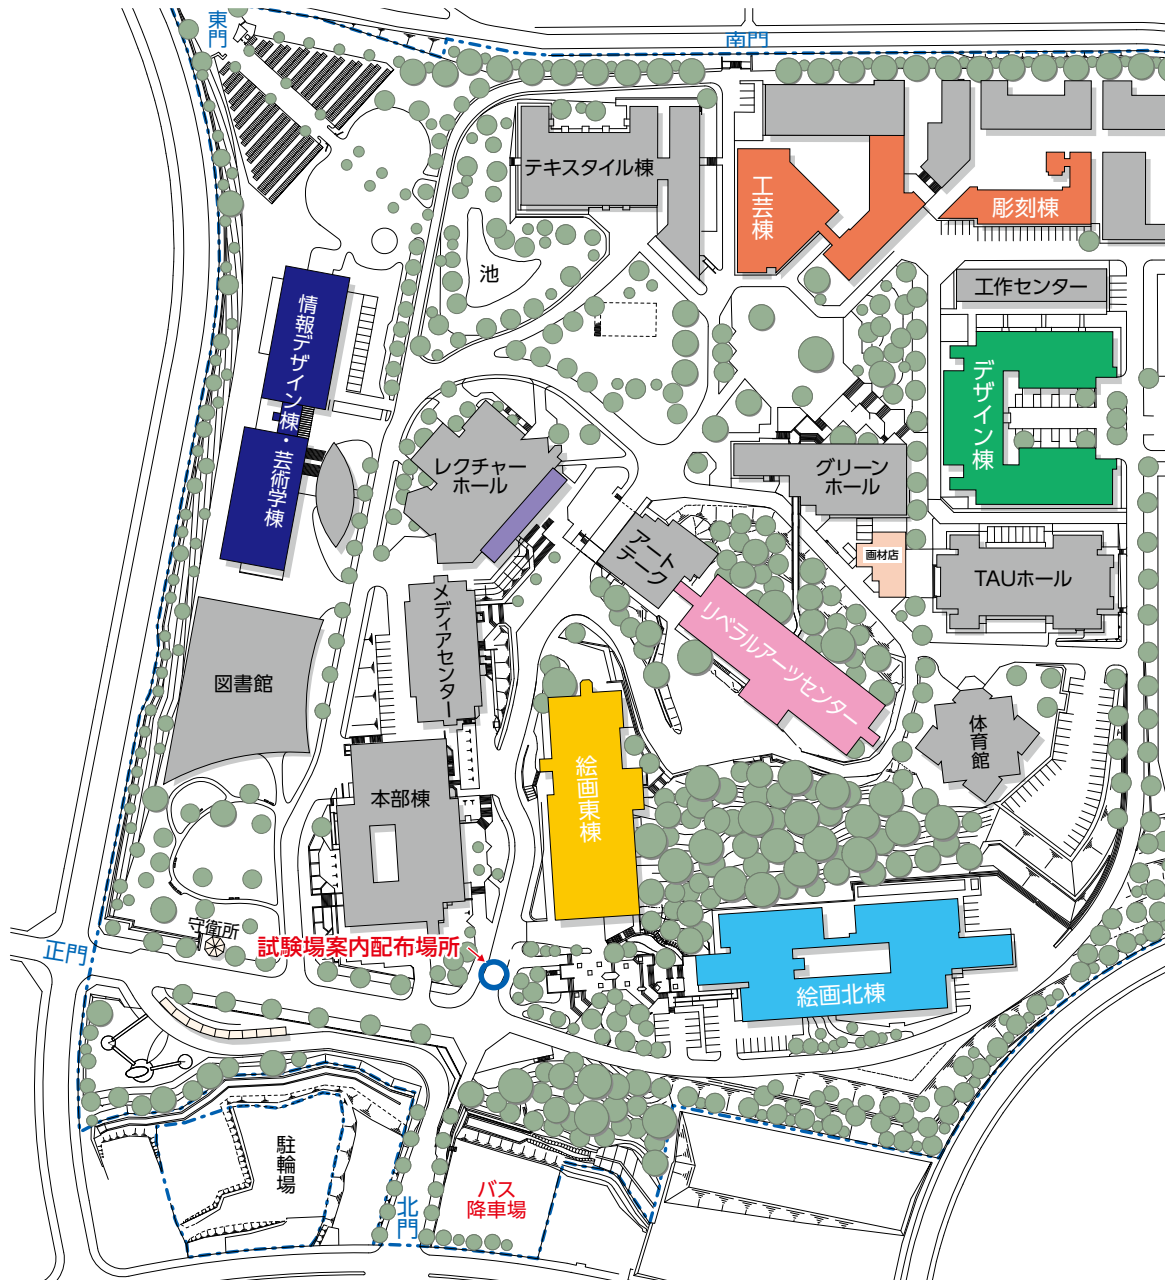 東門
南門
テキスタイル棟
工芸棟
彫刻棟
池
工作センター
情報デザイン棟・芸術学棟
デザイン棟
レクチャー
ホール
グリーン
ホール
アート
テーク
画材店
TAUホール
メディアセンター
リベラルアーツセンター
図書館
体育館
絵画東棟
本部棟
守衛所
正門
試験場案内配布場所
絵画北棟
駐輪場
北門
バス
降車場